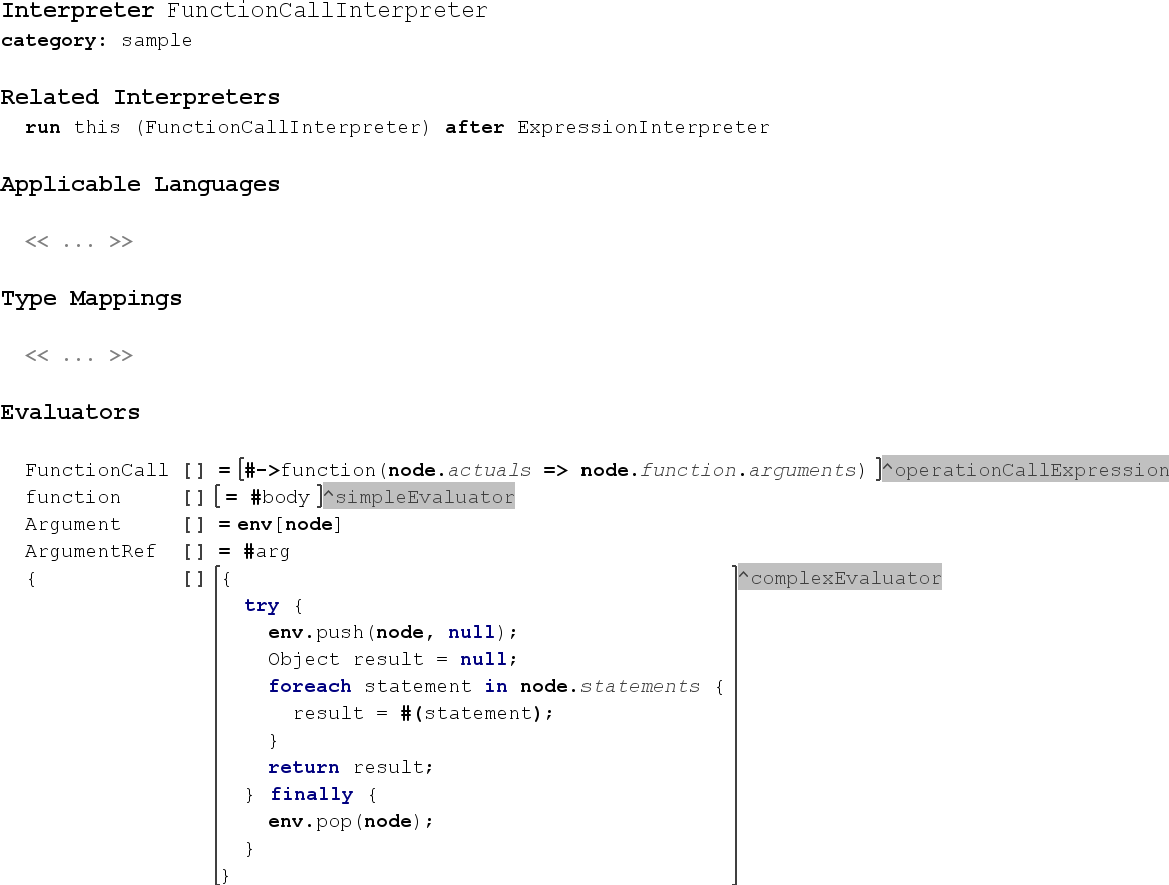 Interpreter FunctionCallInterpreter
category: sample
Related Interpreters
run this (FunctionCallInterpreter) after ExpressionInterpreter
Applicable Languages
<< ... >>
Type Mappings
<< ... >>
Evaluators
FunctionCall [] = [#->function(node.actuals => node.function.arguments) ]^operationCallExpression
function [] [= #body ]^simpleEvaluator
Argument [] = env[node]
ArgumentRef [] = #arg
{ [] [{ ]^complexEvaluator
try {
env.push(node, null);
Object result = null;
foreach statement in node.statements {
result = #(statement);
}
return result;
} finally {
env.pop(node);
}
}